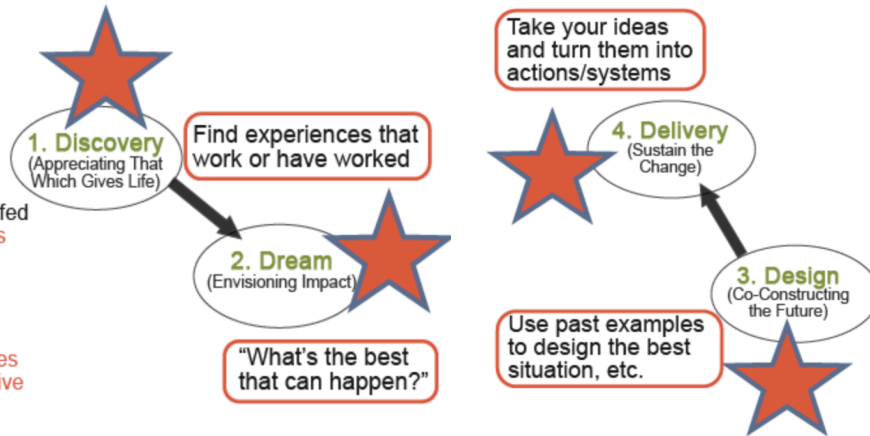 1. Discovery
(Appreciating That
Which Gives Life)
Find experiences that
work or have worked
2. Dream
(Envisioning Impact)
“What’s the best
that can happen?”
Take your ideas
and turn them into
actions/systems
4. Delivery
(Sustain the
Change)
3. Design
(Co-Constructing
the Future)
Use past examples
to design the best
situation, etc.